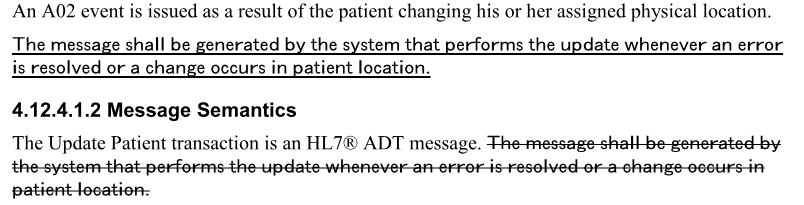 An A02 event is issued as a result of the patient changing his or her assigned physical location.
The message shall be generated by the system that performs the update whenever an error
is resolved or a change occurs in patient location.
4.12.4.1.2 Message Semantics
The Update Patient transaction is an HL7® ADT message. The message shall be generated by
the system that performs the update whenever an error is resolved or a change occurs in
patient location.